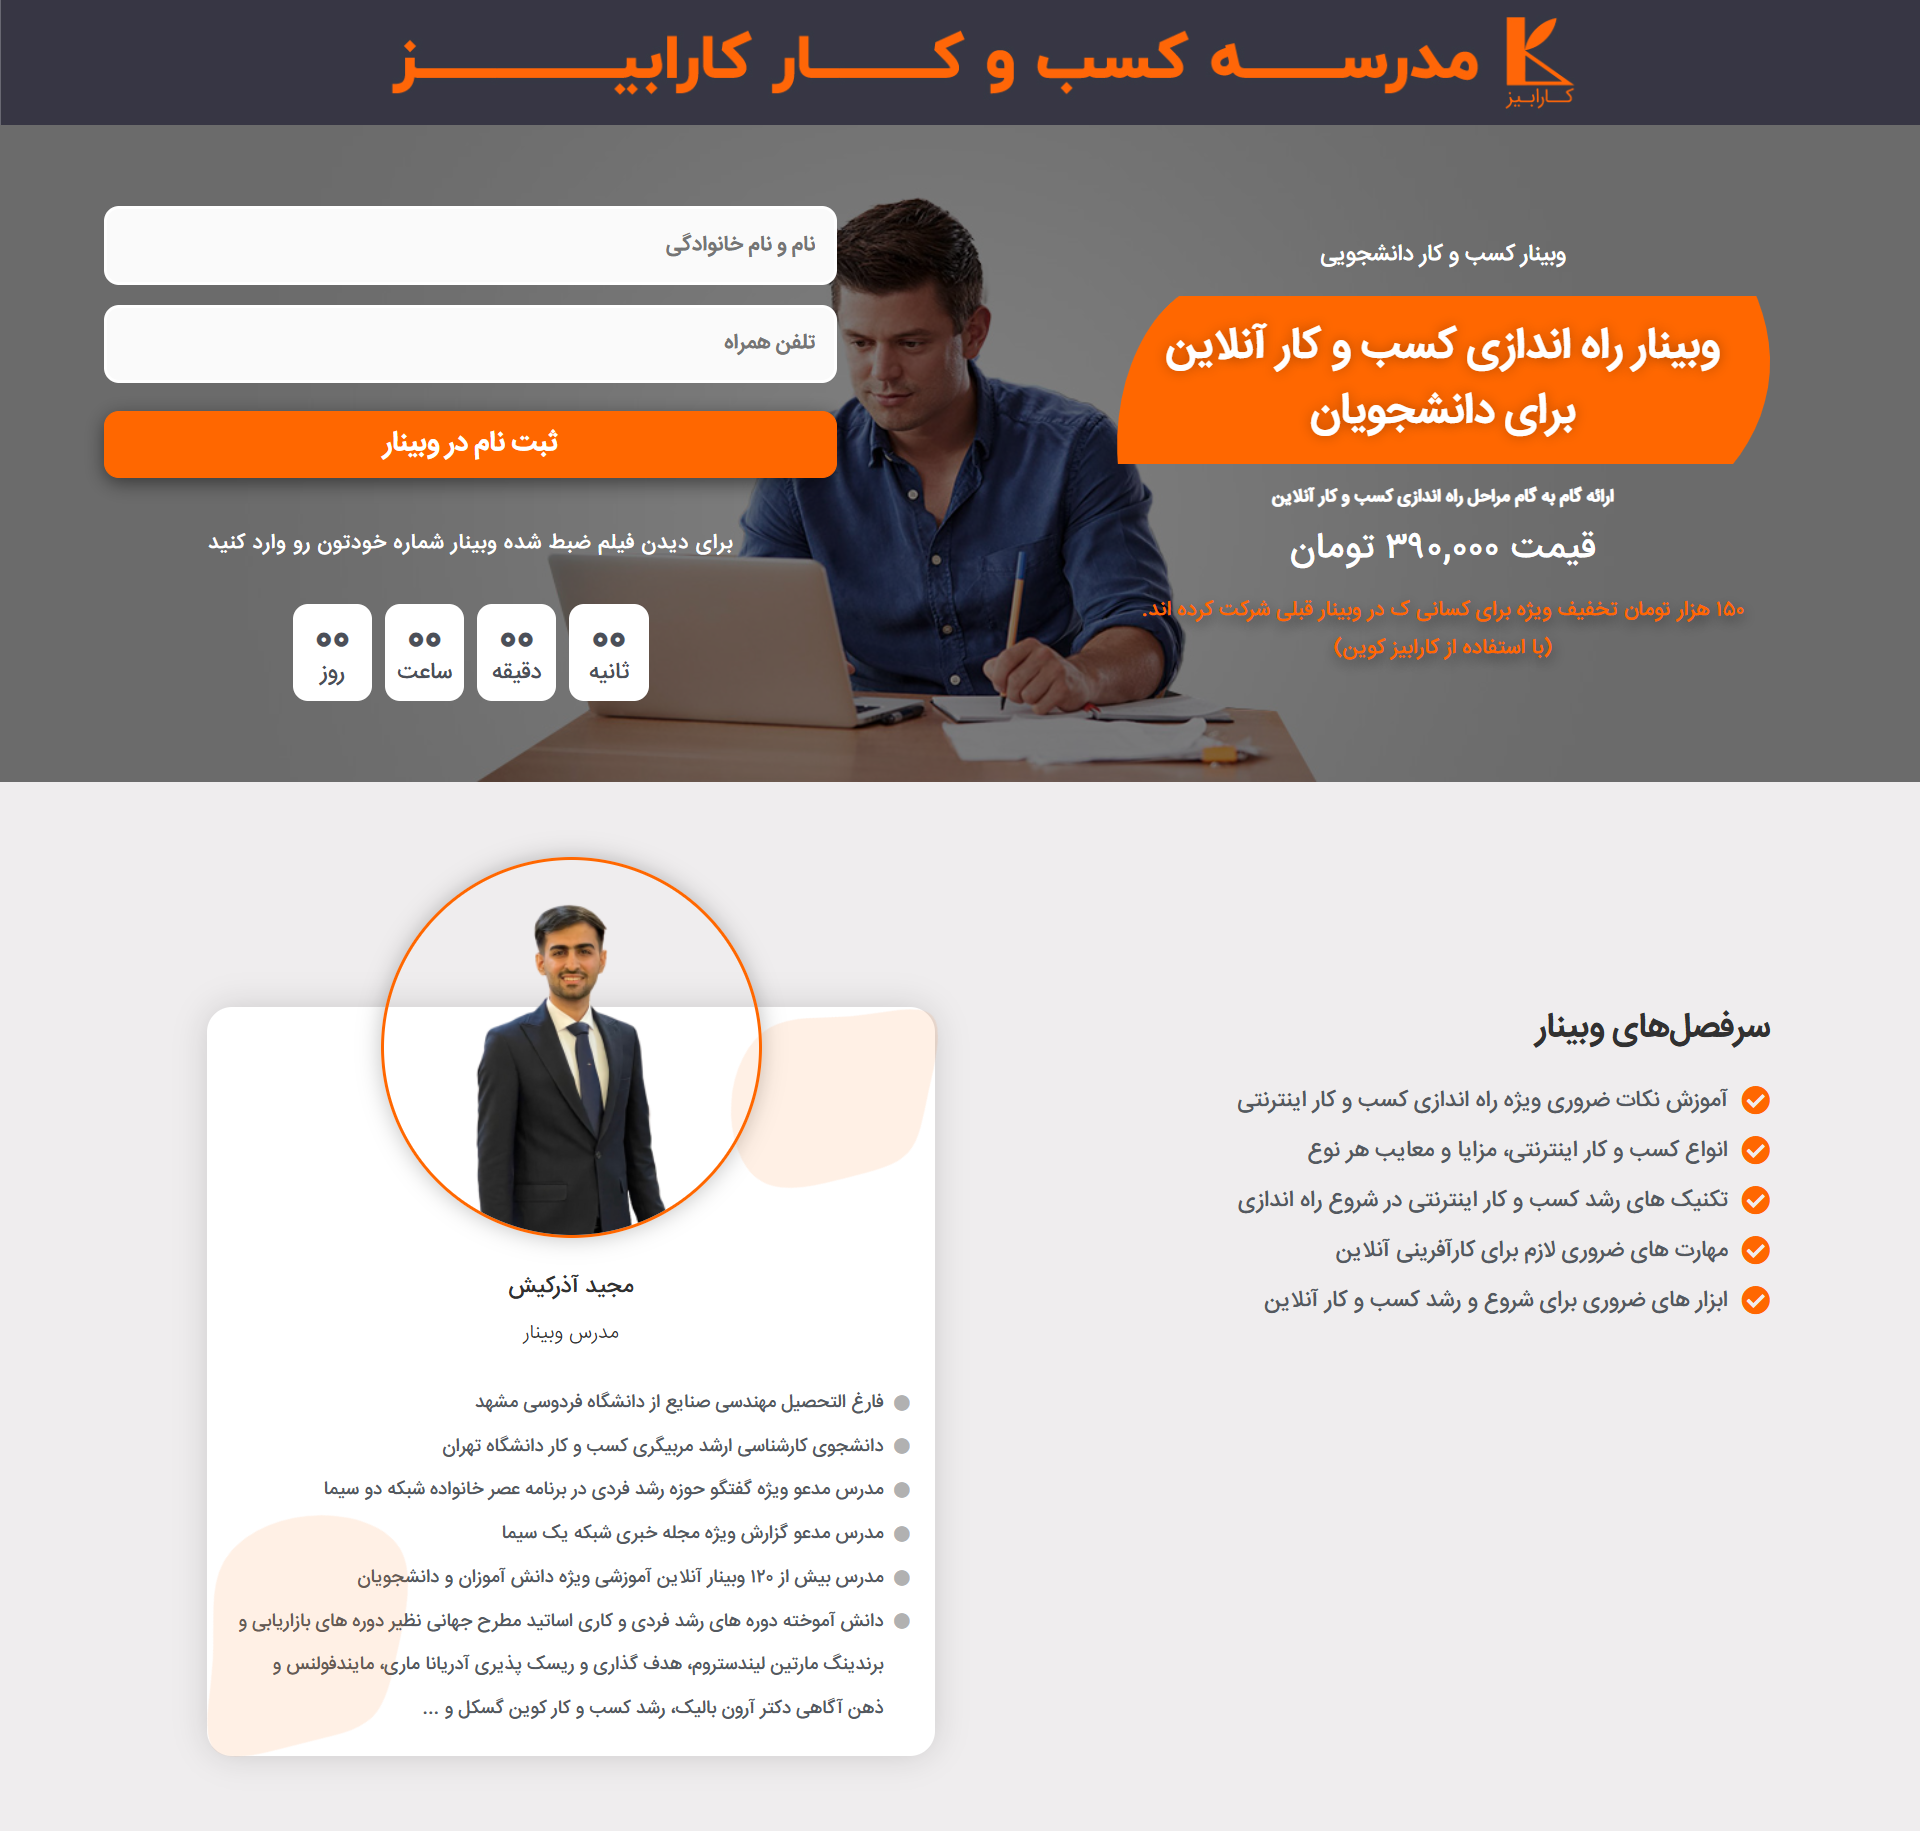 کـارابـیز
مدرســه کسب و کــار کارابیــز
وبینار کسب و کار دانشجویی
وبینار راه اندازی کسب و کار آنلاین
برای دانشجویان
ارائه گام به گام مراحل راه اندازی کسب و کار آنلاین
قیمت ۳۹۰,۰۰۰ تومان
۱۵۰ هزار تومان تخفیف ویژه برای کسانی ک در وبینار قبلی شرکت کرده اند.
(با استفاده از کارابیز کوین)
نام و نام خانوادگی
تلفن همراه
ثبت نام در وبینار
برای دیدن فیلم ضبط شده وبینار شماره خودتون رو وارد کنید
۰۰ ۰۰ ۰۰ ۰۰
ثانیه دقیقه ساعت روز
سرفصل‌های وبینار
آموزش نکات ضروری ویژه راه اندازی کسب و کار اینترنتی
انواع کسب و کار اینترنتی، مزایا و معایب هر نوع
تکنیک های رشد کسب و کار اینترنتی در شروع راه اندازی
مهارت های ضروری لازم برای کارآفرینی آنلاین
ابزار های ضروری برای شروع و رشد کسب و کار آنلاین
مجید آذرکیش
مدرس وبینار
فارغ التحصیل مهندسی صنایع از دانشگاه فردوسی مشهد
دانشجوی کارشناسی ارشد مربیگری کسب و کار دانشگاه تهران
مدرس مدعو ویژه گفتگو حوزه رشد فردی در برنامه عصر خانواده شبکه دو سیما
مدرس مدعو گزارش ویژه مجله خبری شبکه یک سیما
مدرس بیش از ۱۲۰ وبینار آنلاین آموزشی ویژه دانش آموزان و دانشجویان
دانش آموخته دوره های رشد فردی و کاری اساتید مطرح جهانی نظیر دوره های بازاریابی و
برندینگ مارتین لیندستروم، هدف گذاری و ریسک پذیری آدریانا ماری، مایندفولنس و
ذهن آگاهی دکتر آرون بالیک، رشد کسب و کار کوین گسکل و ...